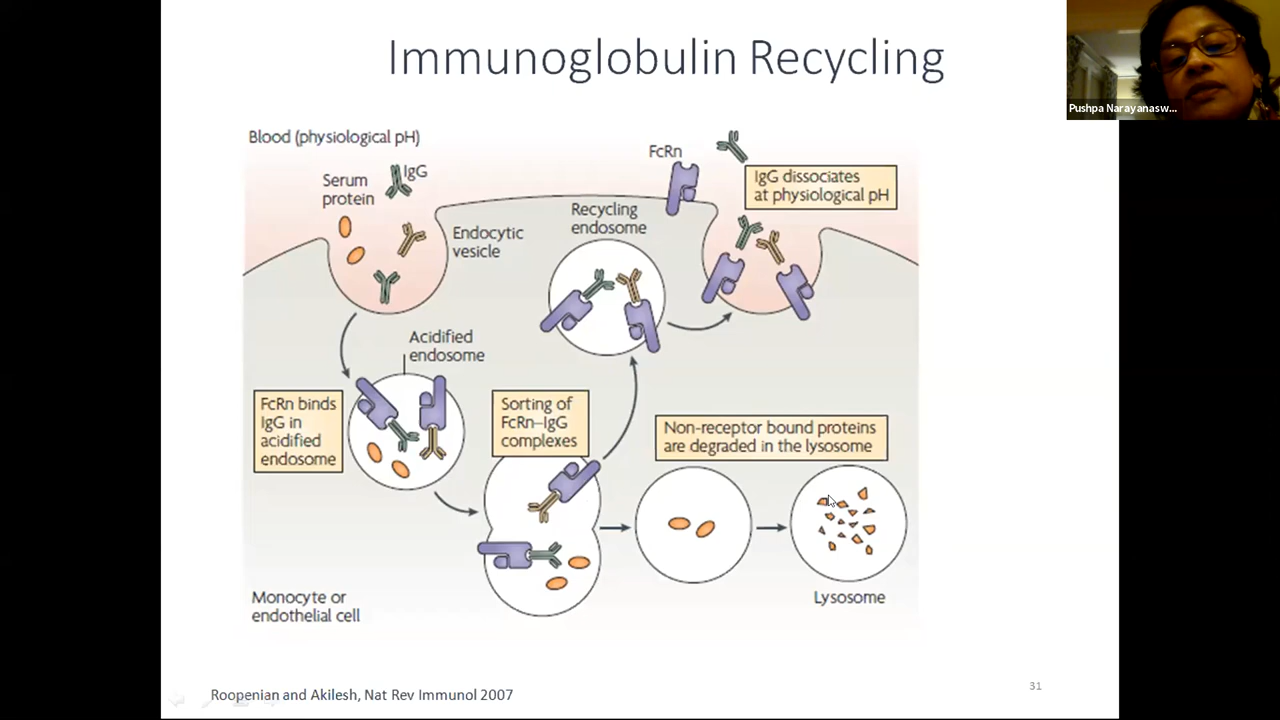 Immunoglobulin Recycling
Pushpa Narayanasw...
Blood (physiological pH)
IgG
Serum
protein
Endocytic
vesicle
Recycling
endosome
FcRn
IgG dissociates
at physiological pH
Acidified
endosome
FcRn binds
IgG in
acidified
endosome
Sorting of
FcRn–IgG
complexes
Non-receptor bound proteins
are degraded in the lysosome
Lysosome
Monocyte or
endothelial cell
Roopenian and Akilesh, Nat Rev Immunol 2007
31